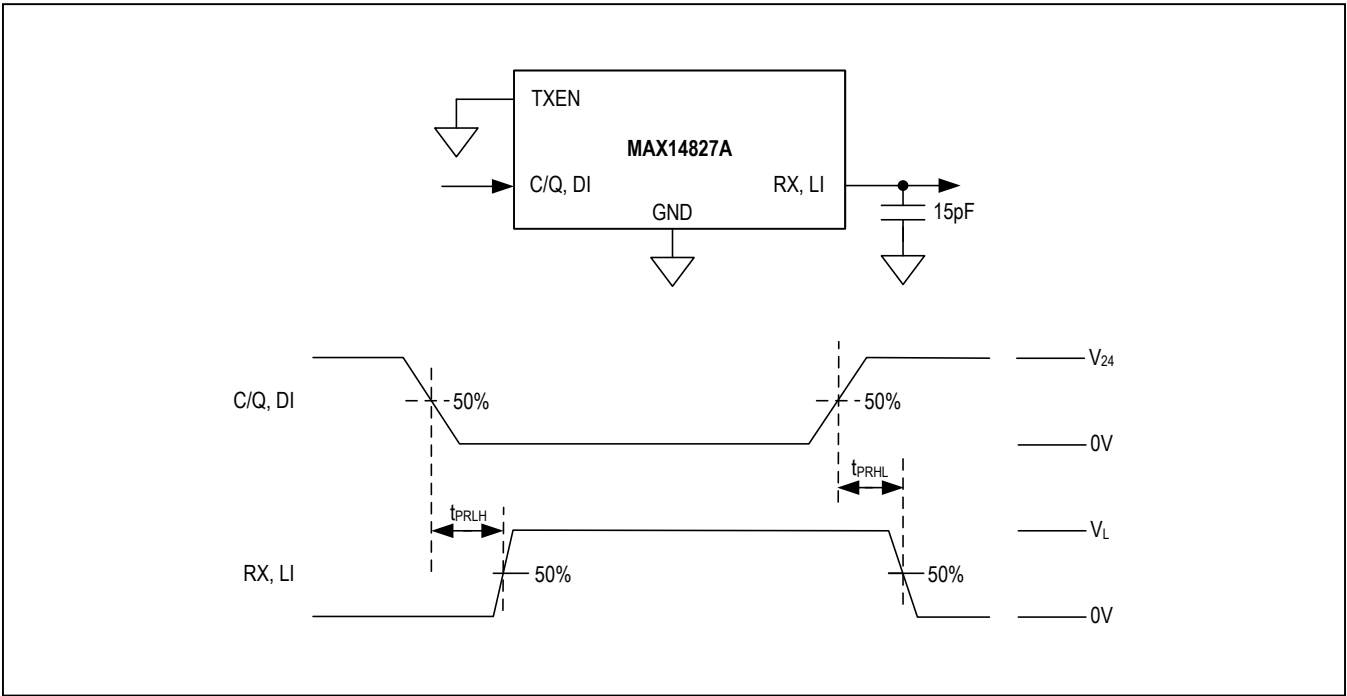 TXEN
MAX14827A
C/Q, DI
RX, LI
GND
15pF
V24
C/Q, DI
50%
50%
0V
tPRHL
tPRLH
VL
RX, LI
50%
50%
0V